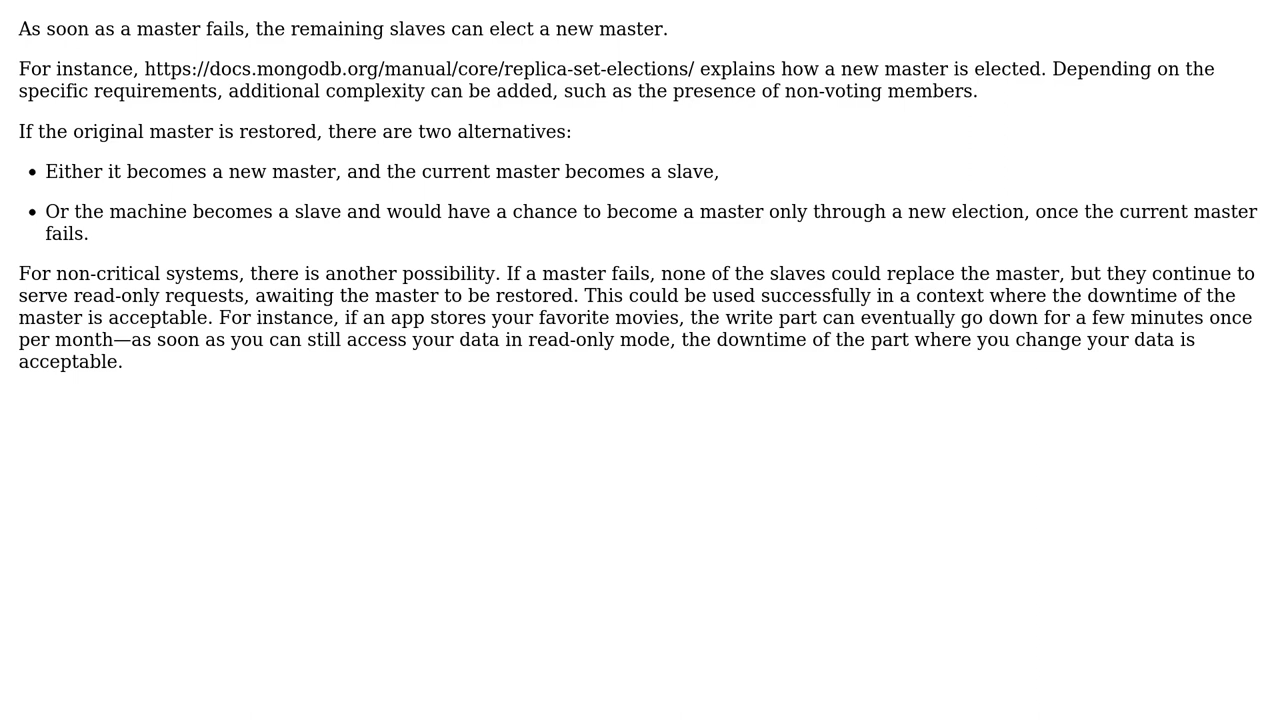 As soon as a master fails, the remaining slaves can elect a new master.
For instance, https://docs.mongodb.org/manual/core/replica-set-elections/ explains how a new master is elected. Depending on the
specific requirements, additional complexity can be added, such as the presence of non-voting members.
If the original master is restored, there are two alternatives:
• Either it becomes a new master, and the current master becomes a slave,
• Or the machine becomes a slave and would have a chance to become a master only through a new election, once the current master
fails.
For non-critical systems, there is another possibility. If a master fails, none of the slaves could replace the master, but they continue to
serve read-only requests, awaiting the master to be restored. This could be used successfully in a context where the downtime of the
master is acceptable. For instance, if an app stores your favorite movies, the write part can eventually go down for a few minutes once
per month—as soon as you can still access your data in read-only mode, the downtime of the part where you change your data is
acceptable.